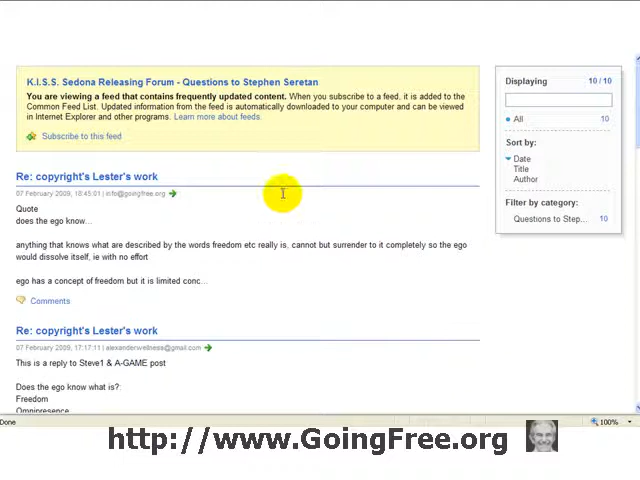 K.I.S.S. Sedona Releasing Forum - Questions to Stephen Seretan
You are viewing a feed that contains frequently updated content. When you subscribe to a feed, it is added to the
Common Feed List. Updated information from the feed is automatically downloaded to your computer and can be viewed
in Internet Explorer and other programs. Learn more about feeds.
Subscribe to this feed
Re: copyright's Lester's work
07 February 2009, 18:45:01 | info@goingfree.org
Quote
does the ego know...
anything that knows what are described by the words freedom etc really is, cannot but surrender to it completely so the ego
would dissolve itself, ie with no effort
ego has a concept of freedom but it is limited conc...
Comments
Re: copyright's Lester's work
07 February 2009, 17:17:11 | alexanderwellness@gmail.com
This is a reply to Steve1 & A-GAME post
Does the ego know what is?:
Freedom
Omnipresence
Displaying 10 / 10
All 10
Sort by:
Date
Title
Author
Filter by category:
Questions to Step... 10
Done
100%
http://www.GoingFree.org